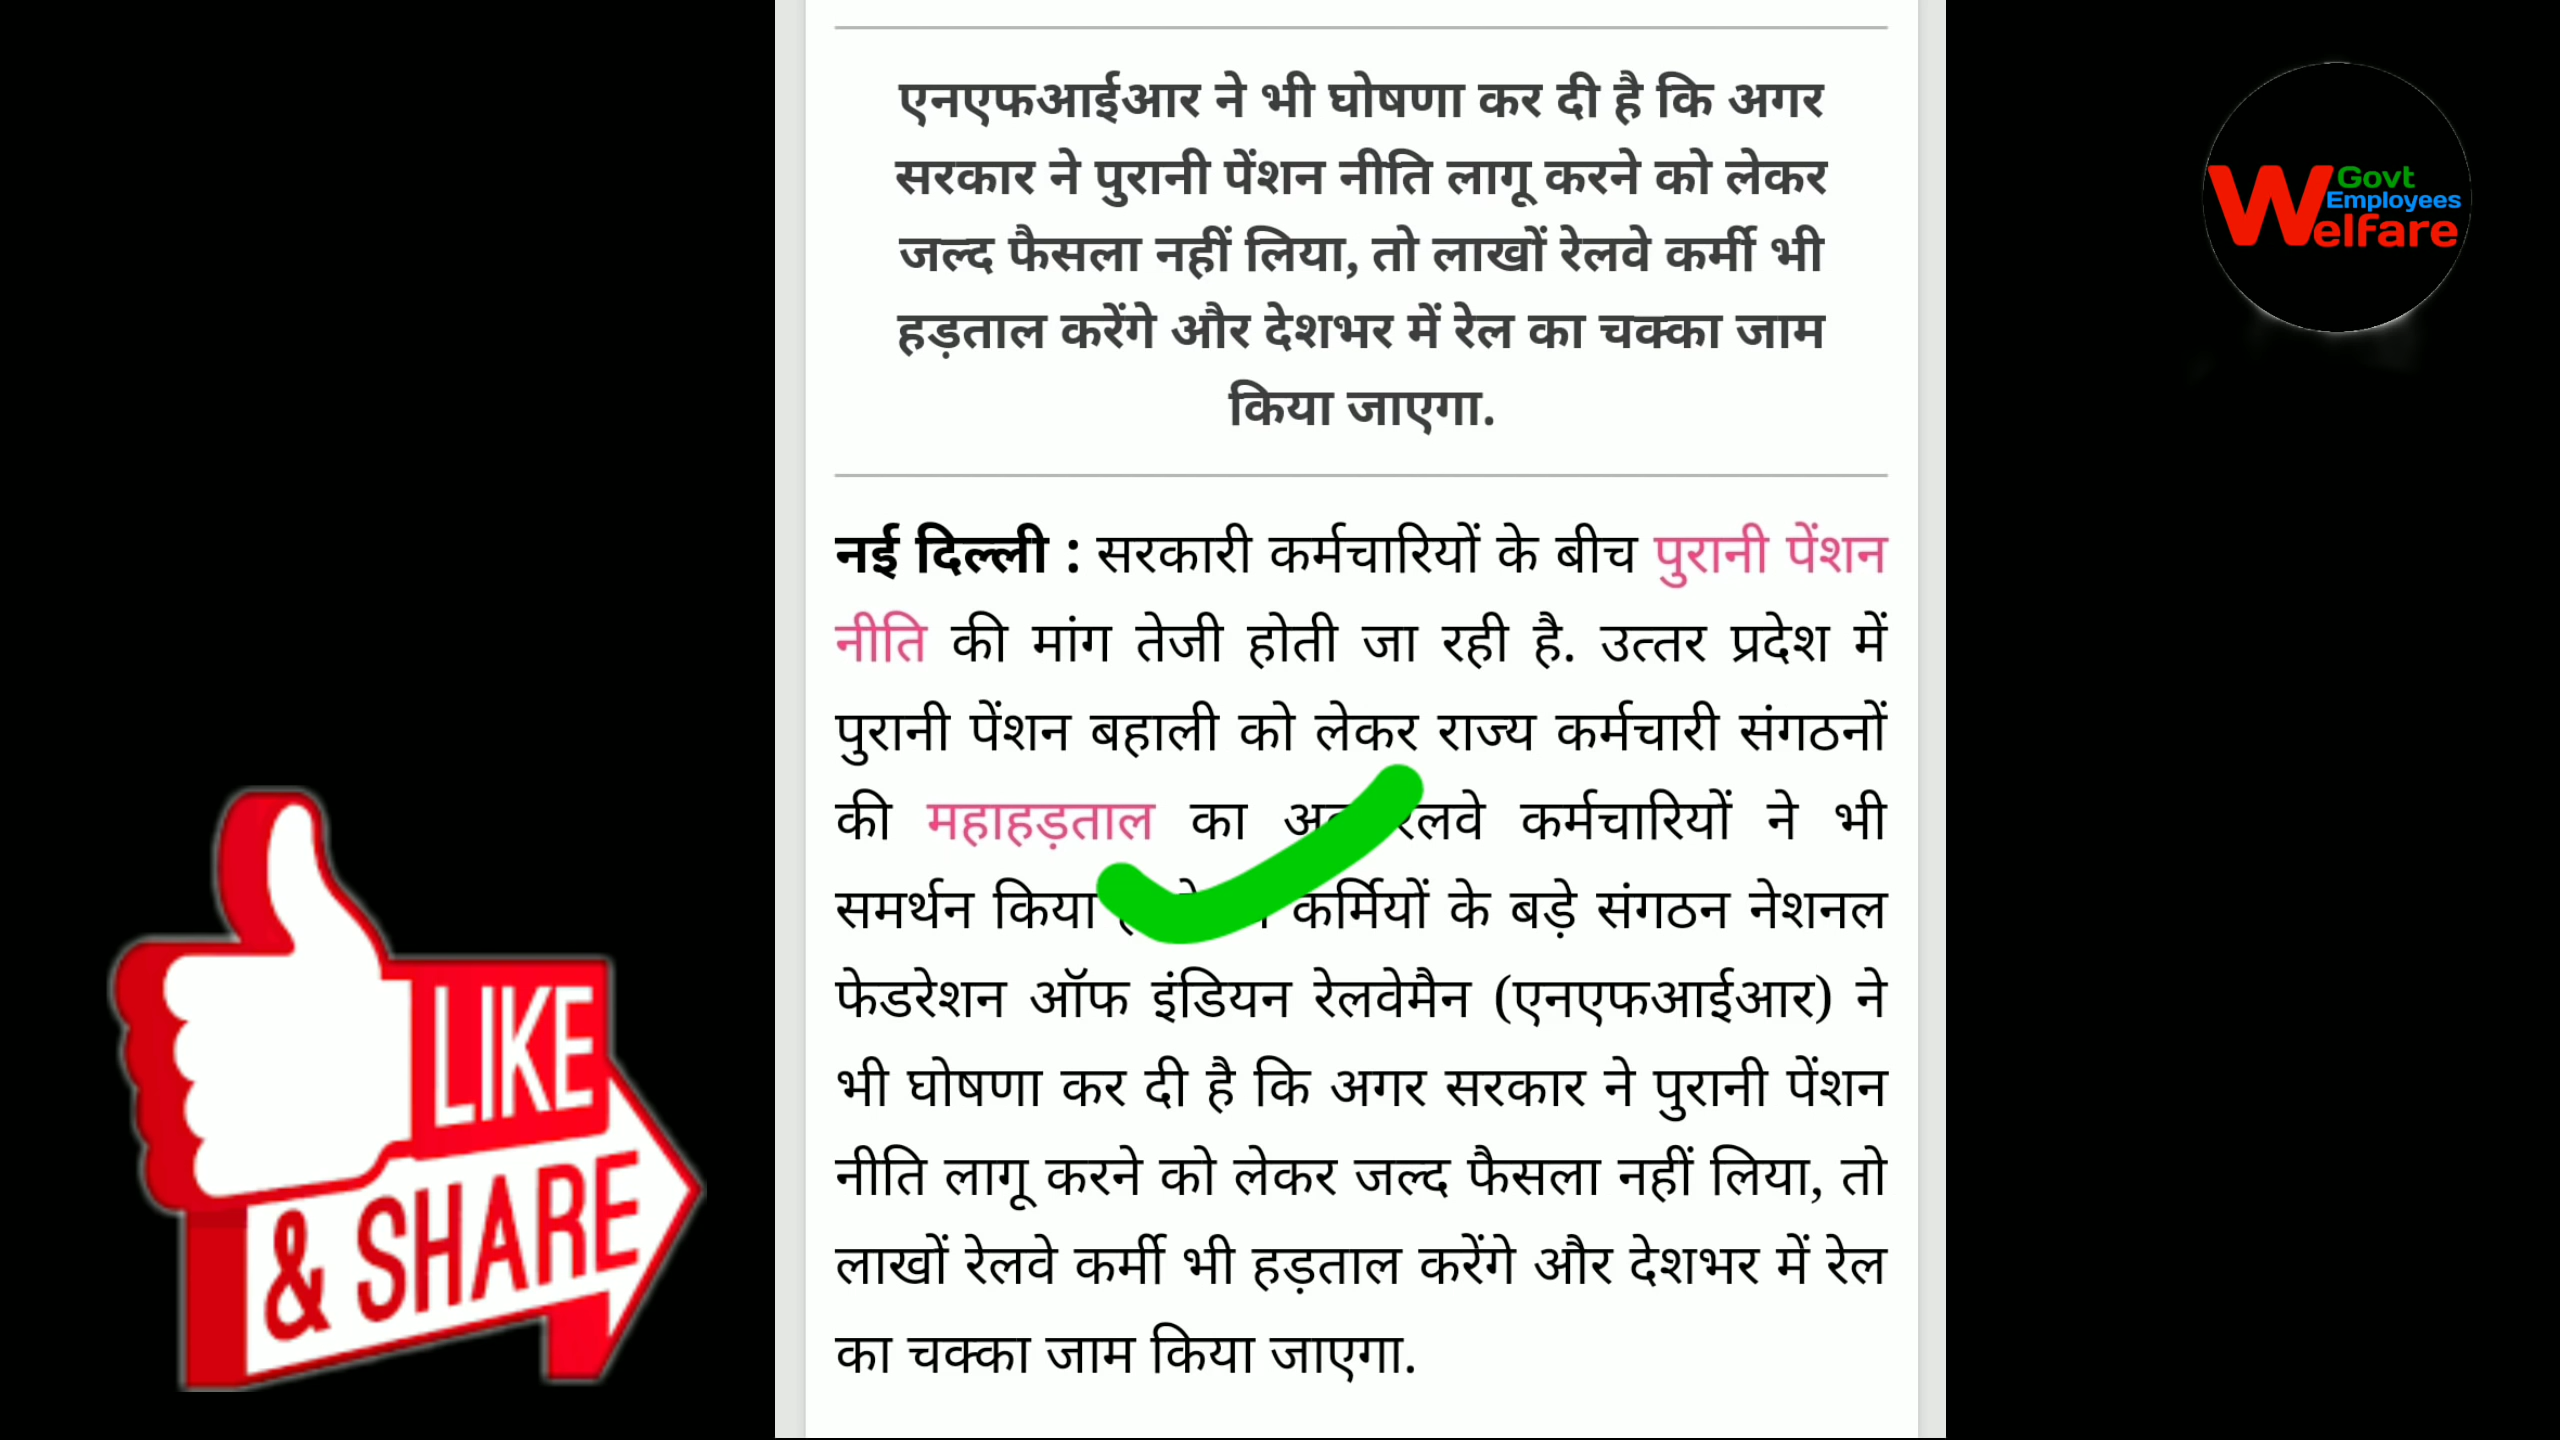 एनएफआईआर ने भी घोषणा कर दी है कि अगर
सरकार ने पुरानी पेंशन नीति लागू करने को लेकर
जल्द फैसला नहीं लिया, तो लाखों रेलवे कर्मी भी
हड़ताल करेंगे और देशभर में रेल का चक्का जाम
किया जाएगा.
Govt
Employees
Welfare
नई दिल्ली : सरकारी कर्मचारियों के बीच पुरानी पेंशन
नीति की मांग तेजी होती जा रही है. उत्तर प्रदेश में
पुरानी पेंशन बहाली को लेकर राज्य कर्मचारी संगठनों
की महाहड़ताल का रेलवे कर्मचारियों ने भी
समर्थन किया कर्मियों के बड़े संगठन नेशनल
फेडरेशन ऑफ इंडियन रेलवेमैन (एनएफआईआर) ने
भी घोषणा कर दी है कि अगर सरकार ने पुरानी पेंशन
नीति लागू करने को लेकर जल्द फैसला नहीं लिया, तो
लाखों रेलवे कर्मी भी हड़ताल करेंगे और देशभर में रेल
का चक्का जाम किया जाएगा.
LIKE
& SHARE